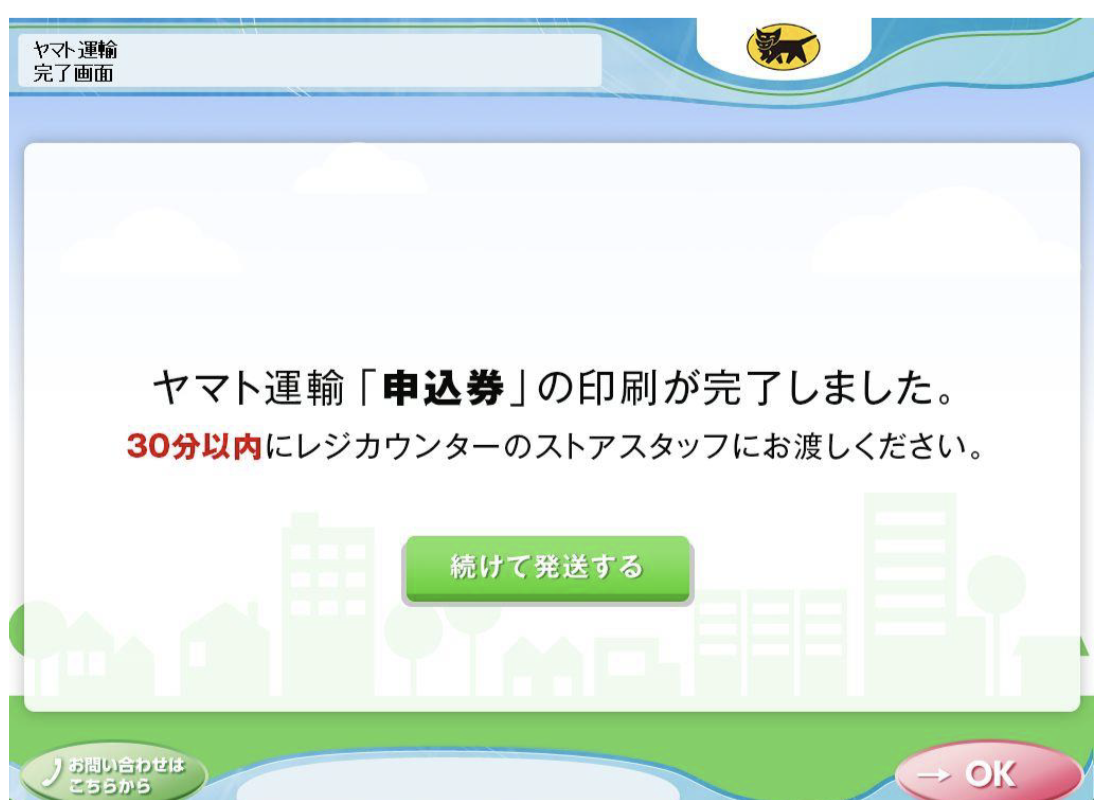 ヤマト運輸
完了画面
ヤマト運輸「申込券」の印刷が完了しました。
30分以内にレジカウンターのストアスタッフにお渡しください。
続けて発送する
お問い合わせは
こちらから
→ OK